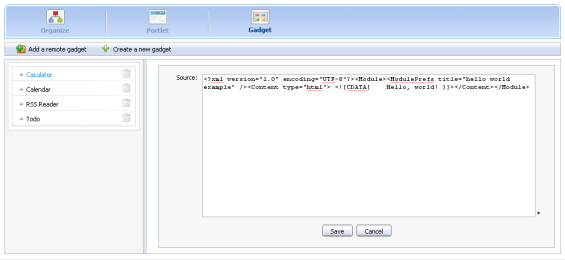 Organize
Portlet
Gadget
Add a remote gadget
Create a new gadget
Caculator
Calendar
RSS Reader
Todo
Source:
<?xml version="1.0" encoding="UTF-8"?><Module><ModulePrefs title="hello world
example" /><Content type="html"> <![CDATA[ Hello, world! ]]></Content></Module>
*
Save
Cancel